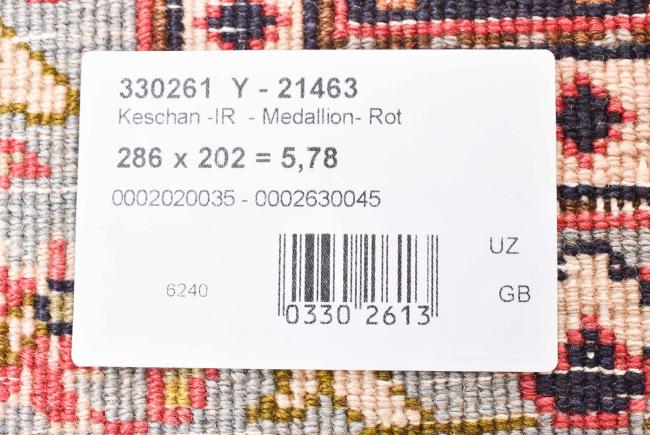 330261 Y - 21463
Keschan -IR - Medallion- Rot
286 x 202 = 5,78
0002020035 - 0002630045
UZ
6240
GB
0330 2613